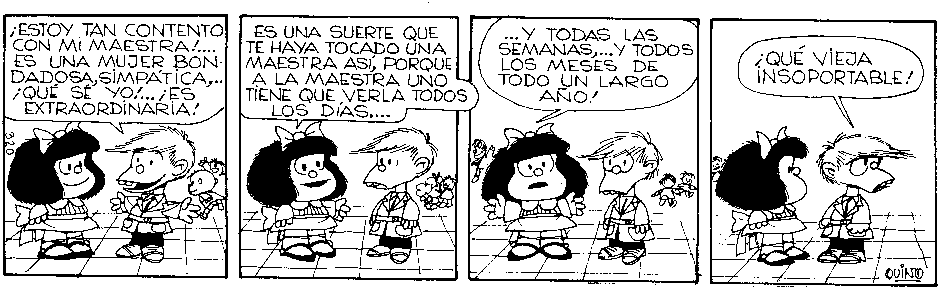 ¡ESTOY TAN CONTENTO
CON MI MAESTRA!....
ES UNA MUJER BON-
DADOSA, SIMPATICA,..
¡QUÉ SÉ YO!...¡ES
EXTRAORDINARIA!
320
ES UNA SUERTE QUE
TE HAYA TOCADO UNA
MAESTRA ASÍ, PORQUE
A LA MAESTRA UNO
TIENE QUE VERLA TODOS
LOS DÍAS,...
...Y TODAS LAS
SEMANAS,...Y TODOS
LOS MESES DE
TODO UN LARGO
AÑO!
¡QUÉ VIEJA
INSOPORTABLE!
QUINO